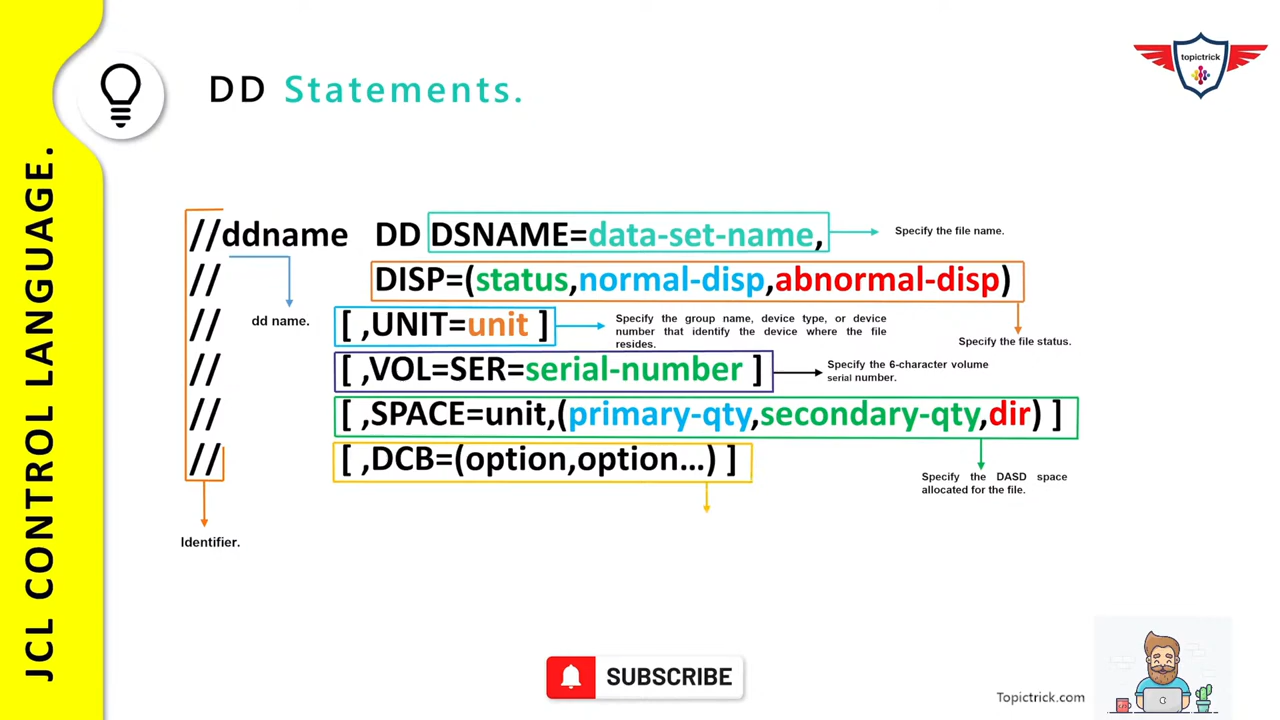 topictrick
DD Statements.
JCL CONTROL LANGUAGE.
//ddname DD DSNAME=data-set-name,
Specify the file name.
// DISP=(status,normal-disp,abnormal-disp)
dd name.
// [ ,UNIT=unit ]
Specify the group name, device type, or device
number that identify the device where the file
resides.
Specify the file status.
// [ ,VOL=SER=serial-number ]
Specify the 6-character volume
serial number.
// [ ,SPACE=unit,(primary-qty,secondary-qty,dir) ]
// [ ,DCB=(option,option...) ]
Specify the DASD space
allocated for the file.
Identifier.
SUBSCRIBE
Topictrick.com